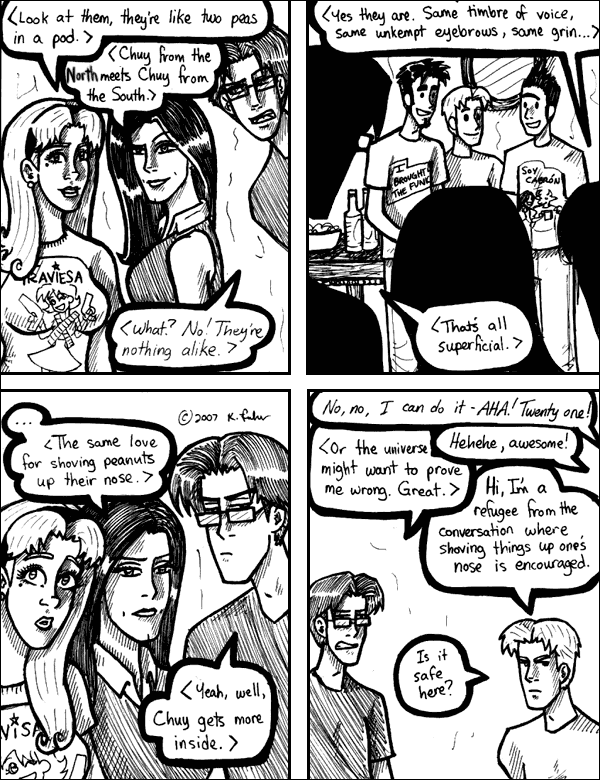 <Look at them, they're like two peas
in a pod.>
<Chuy from the
North meets Chuy from
the South.>
TRAVIESA
<What? No! They're
nothing alike.>
<Yes they are. Same timbre of voice,
same unkempt eyebrows, same grin...>
I
BROUGHT
THE FUNK
SOY
CABRÓN
<That's all
superficial.>
...
<The same love
for shoving peanuts
up their nose.>
© 2007
VISA
<Yeah, well,
Chuy gets more
inside.>
No, no, I can do it - AHA! Twenty one!
Hehehe, awesome!
<Or the universe
might want to prove
me wrong. Great.>
Hi, I'm a
refugee from the
conversation where
shoving things up one's
nose is encouraged.
Is it
safe
here?